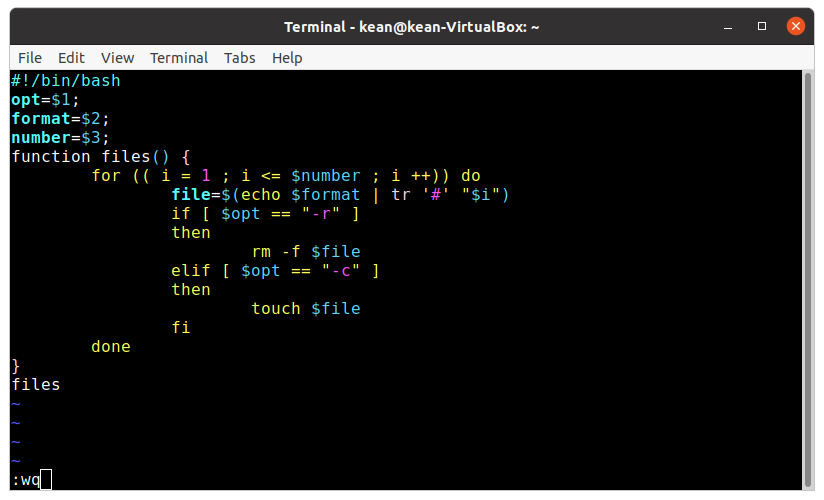 Terminal - kean@kean-VirtualBox: ~
File Edit View Terminal Tabs Help
#!/bin/bash
opt=$1;
format=$2;
number=$3;
function files() {
        for (( i = 1 ; i <= $number ; i ++)) do
                file=$(echo $format | tr '#' "$i")
                if [ $opt == "-r" ]
                then
                        rm -f $file
                elif [ $opt == "-c" ]
                then
                        touch $file
                fi
        done
}
files
~
~
~
~
:wq